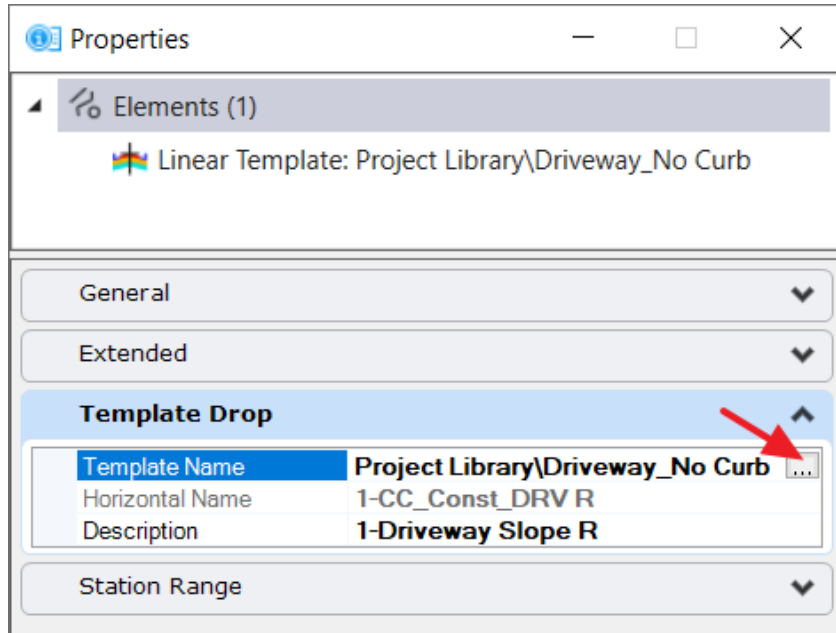 Properties
Elements (1)
Linear Template: Project Library\Driveway_No Curb
General
Extended
Template Drop
Template Name Project Library\Driveway_No Curb ...
Horizontal Name 1-CC_Const_DRV R
Description 1-Driveway Slope R
Station Range